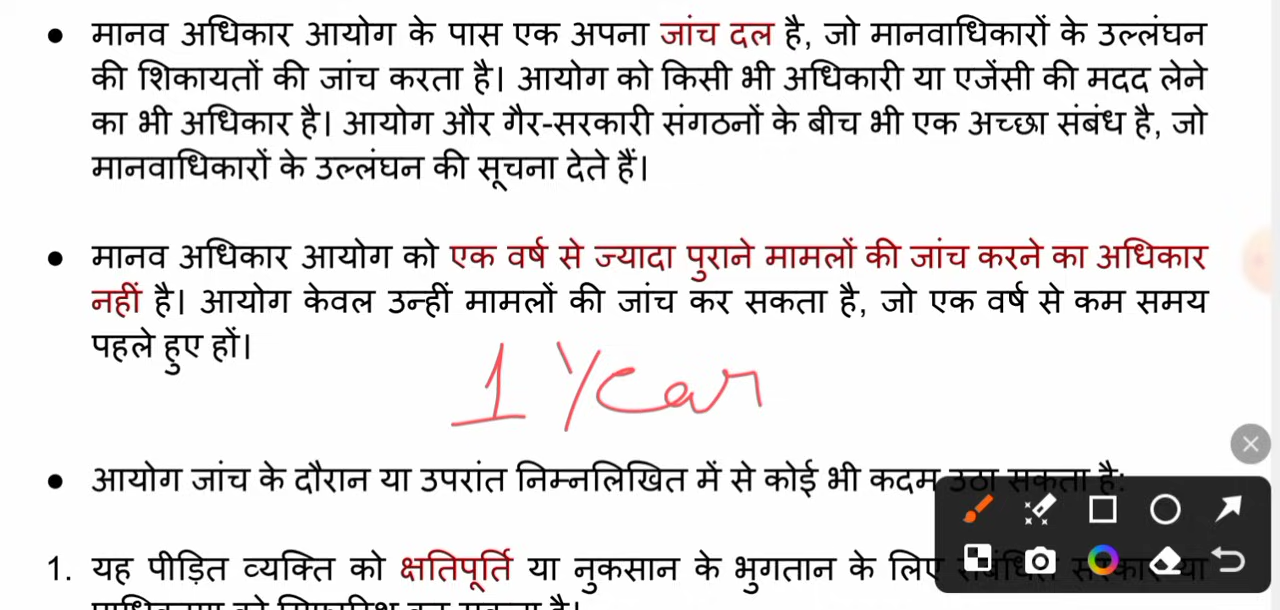 • मानव अधिकार आयोग के पास एक अपना जांच दल है, जो मानवाधिकारों के उल्लंघन
की शिकायतों की जांच करता है। आयोग को किसी भी अधिकारी या एजेंसी की मदद लेने
का भी अधिकार है। आयोग और गैर-सरकारी संगठनों के बीच भी एक अच्छा संबंध है, जो
मानवाधिकारों के उल्लंघन की सूचना देते हैं।
• मानव अधिकार आयोग को एक वर्ष से ज्यादा पुराने मामलों की जांच करने का अधिकार
नहीं है। आयोग केवल उन्हीं मामलों की जांच कर सकता है, जो एक वर्ष से कम समय
पहले हुए हों।
1 Year
• आयोग जांच के दौरान या उपरांत निम्नलिखित में से कोई भी कदम उठा सकता है:
1. यह पीड़ित व्यक्ति को क्षतिपूर्ति या नुकसान के भुगतान के लिए संबंधित सरकार या